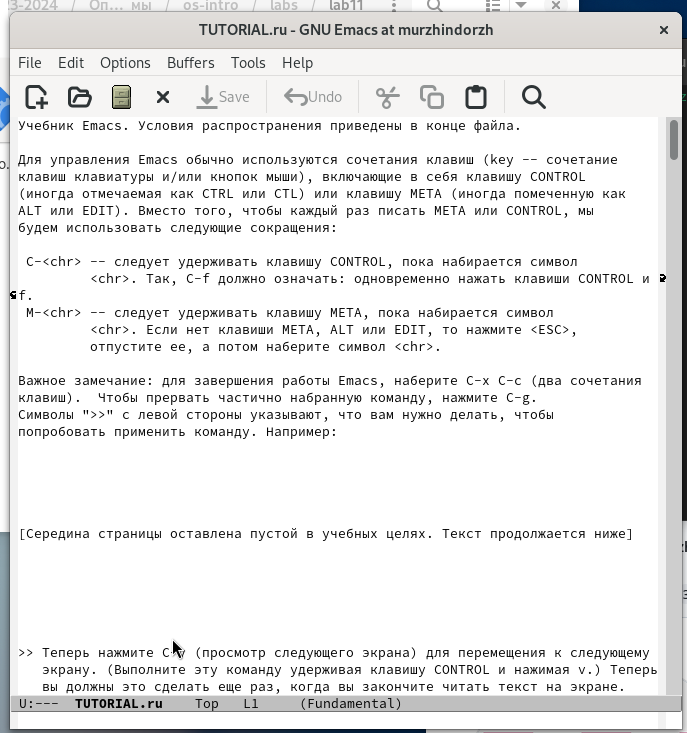 3-2024 / Оп... мы / os-intro / labs / lab11
TUTORIAL.ru - GNU Emacs at murzhindorzh
File Edit Options Buffers Tools Help
Save Undo
Учебник Emacs. Условия распространения приведены в конце файла.
Для управления Emacs обычно используются сочетания клавиш (key -- сочетание
клавиш клавиатуры и/или кнопок мыши), включающие в себя клавишу CONTROL
(иногда отмечаемая как CTRL или CTL) или клавишу META (иногда помеченную как
ALT или EDIT). Вместо того, чтобы каждый раз писать META или CONTROL, мы
будем использовать следующие сокращения:
C-<chr> -- следует удерживать клавишу CONTROL, пока набирается символ
<chr>. Так, C-f должно означать: одновременно нажать клавиши CONTROL и
f.
M-<chr> -- следует удерживать клавишу META, пока набирается символ
<chr>. Если нет клавиши META, ALT или EDIT, то нажмите <ESC>,
отпустите ее, а потом наберите символ <chr>.
Важное замечание: для завершения работы Emacs, наберите C-x C-c (два сочетания
клавиш). Чтобы прервать частично набранную команду, нажмите C-g.
Символы ">>" с левой стороны указывают, что вам нужно делать, чтобы
попробовать применить команду. Например:
[Середина страницы оставлена пустой в учебных целях. Текст продолжается ниже]
>> Теперь нажмите C-v (просмотр следующего экрана) для перемещения к следующему
экрану. (Выполните эту команду удерживая клавишу CONTROL и нажимая v.) Теперь
вы должны это сделать еще раз, когда вы закончите читать текст на экране.
U:--- TUTORIAL.ru Top L1 (Fundamental)